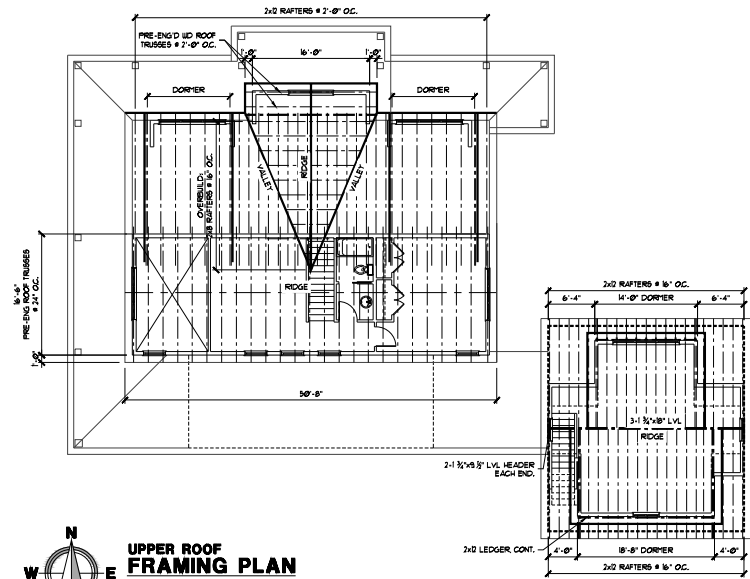 2x12 RAFTERS @ 2'-0" O.C.
PRE-ENG'D WD ROOF
TRUSSES @ 2'-0" O.C.
1'-0"
16'-0"
1'-0"
DORMER
DORMER
OVERBUILD:
2x8 RAFTERS @ 16" O.C.
VALLEY
RIDGE
VALLEY
RIDGE
16'-6"
PRE-ENG ROOF TRUSSES
@ 24" O.C.
1'-0"
50'-8"
2x12 RAFTERS @ 16" O.C.
6'-4"
14'-0" DORMER
6'-4"
3-1 ¾"x18" LVL
RIDGE
2-1 ¾"x9 ½" LVL HEADER
EACH END.
2x12 LEDGER, CONT.
4'-0"
18'-8" DORMER
4'-0"
2x12 RAFTERS @ 16" O.C.
N
W
E
UPPER ROOF
FRAMING PLAN